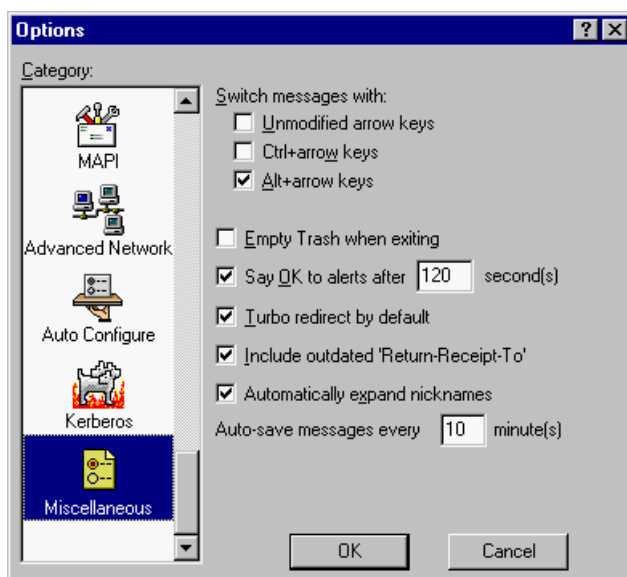 Options
Category:
MAPI
Advanced Network
Auto Configure
Kerberos
Miscellaneous
Switch messages with:
Unmodified arrow keys
Ctrl+arrow keys
Alt+arrow keys
Empty Trash when exiting
Say OK to alerts after 120 second(s)
Turbo redirect by default
Include outdated 'Return-Receipt-To'
Automatically expand nicknames
Auto-save messages every 10 minute(s)
OK
Cancel